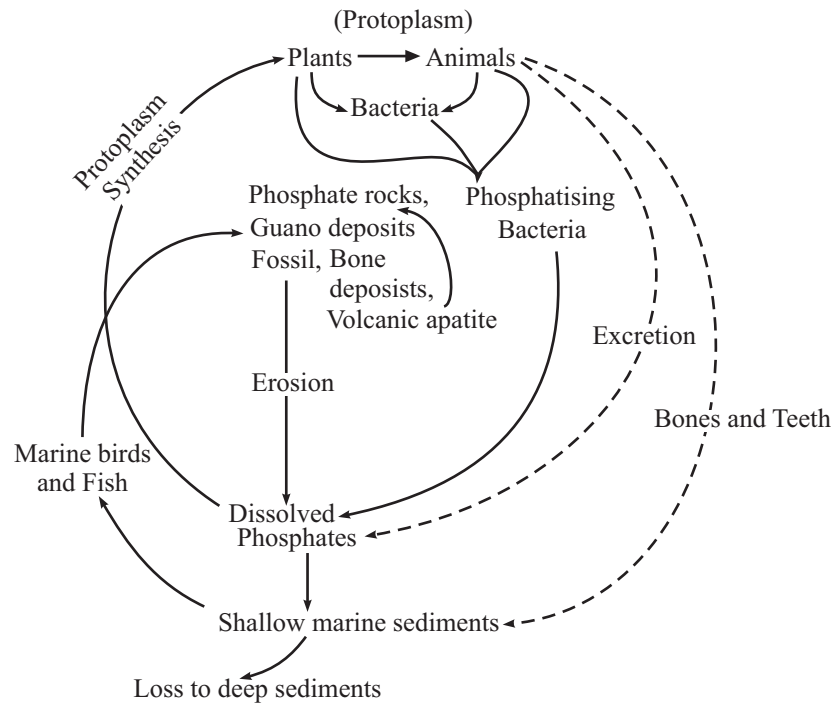 (Protoplasm)
Plants
Animals
Bacteria
Protoplasm
Synthesis
Phosphate rocks,
Guano deposits
Fossil, Bone
deposists,
Volcanic apatite
Phosphatising
Bacteria
Excretion
Erosion
Bones and Teeth
Marine birds
and Fish
Dissolved
Phosphates
Shallow marine sediments
Loss to deep sediments